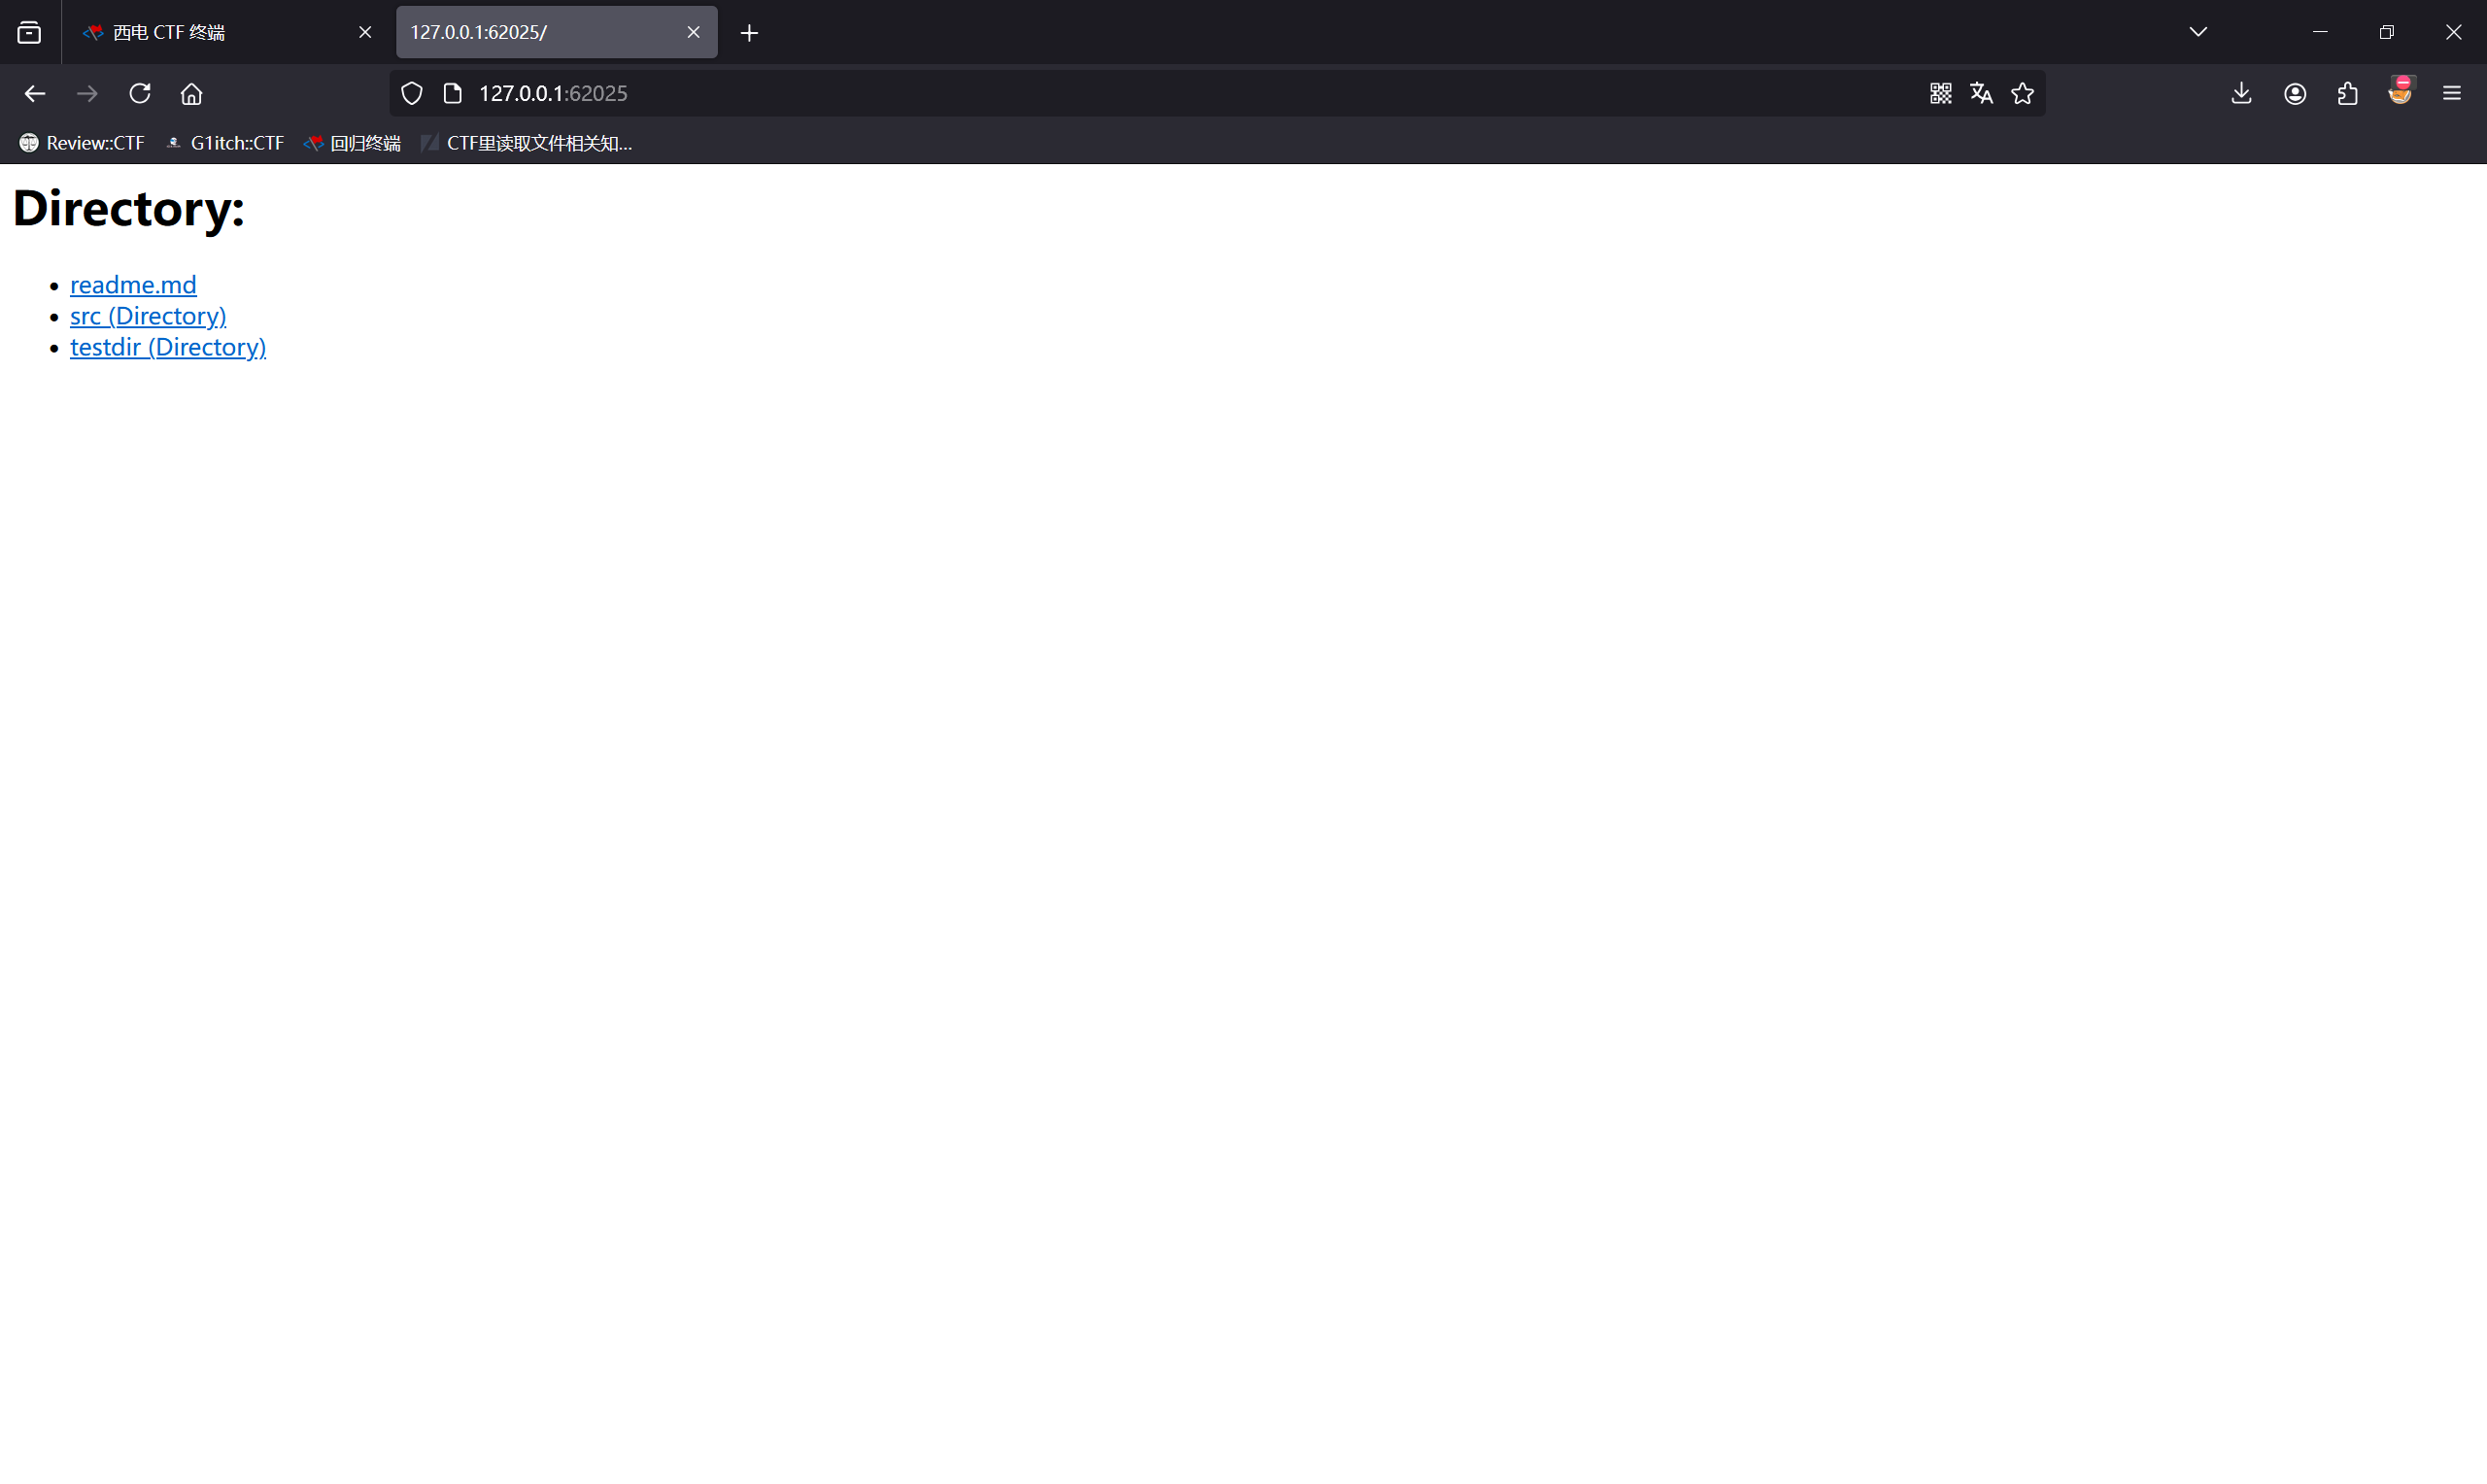 西电 CTF 终端
127.0.0.1:62025/
127.0.0.1:62025
Review::CTF
G1itch::CTF
回归终端
CTF里读取文件相关知...
Directory:
readme.md
src (Directory)
testdir (Directory)